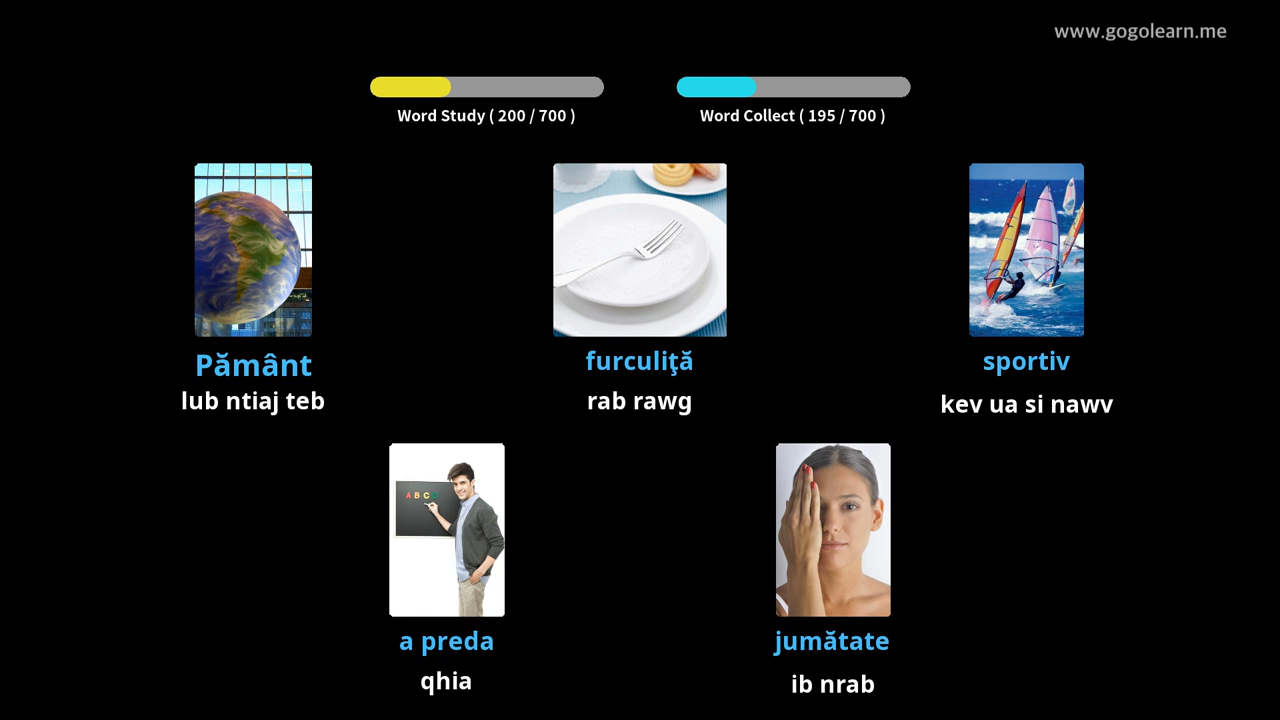 www.gogolearn.me
Word Study ( 200 / 700 )
Word Collect ( 195 / 700 )
Pământ
lub ntiaj teb
furculiţă
rab rawg
sportiv
kev ua si nawv
A B C D
a preda
qhia
jumătate
ib nrab